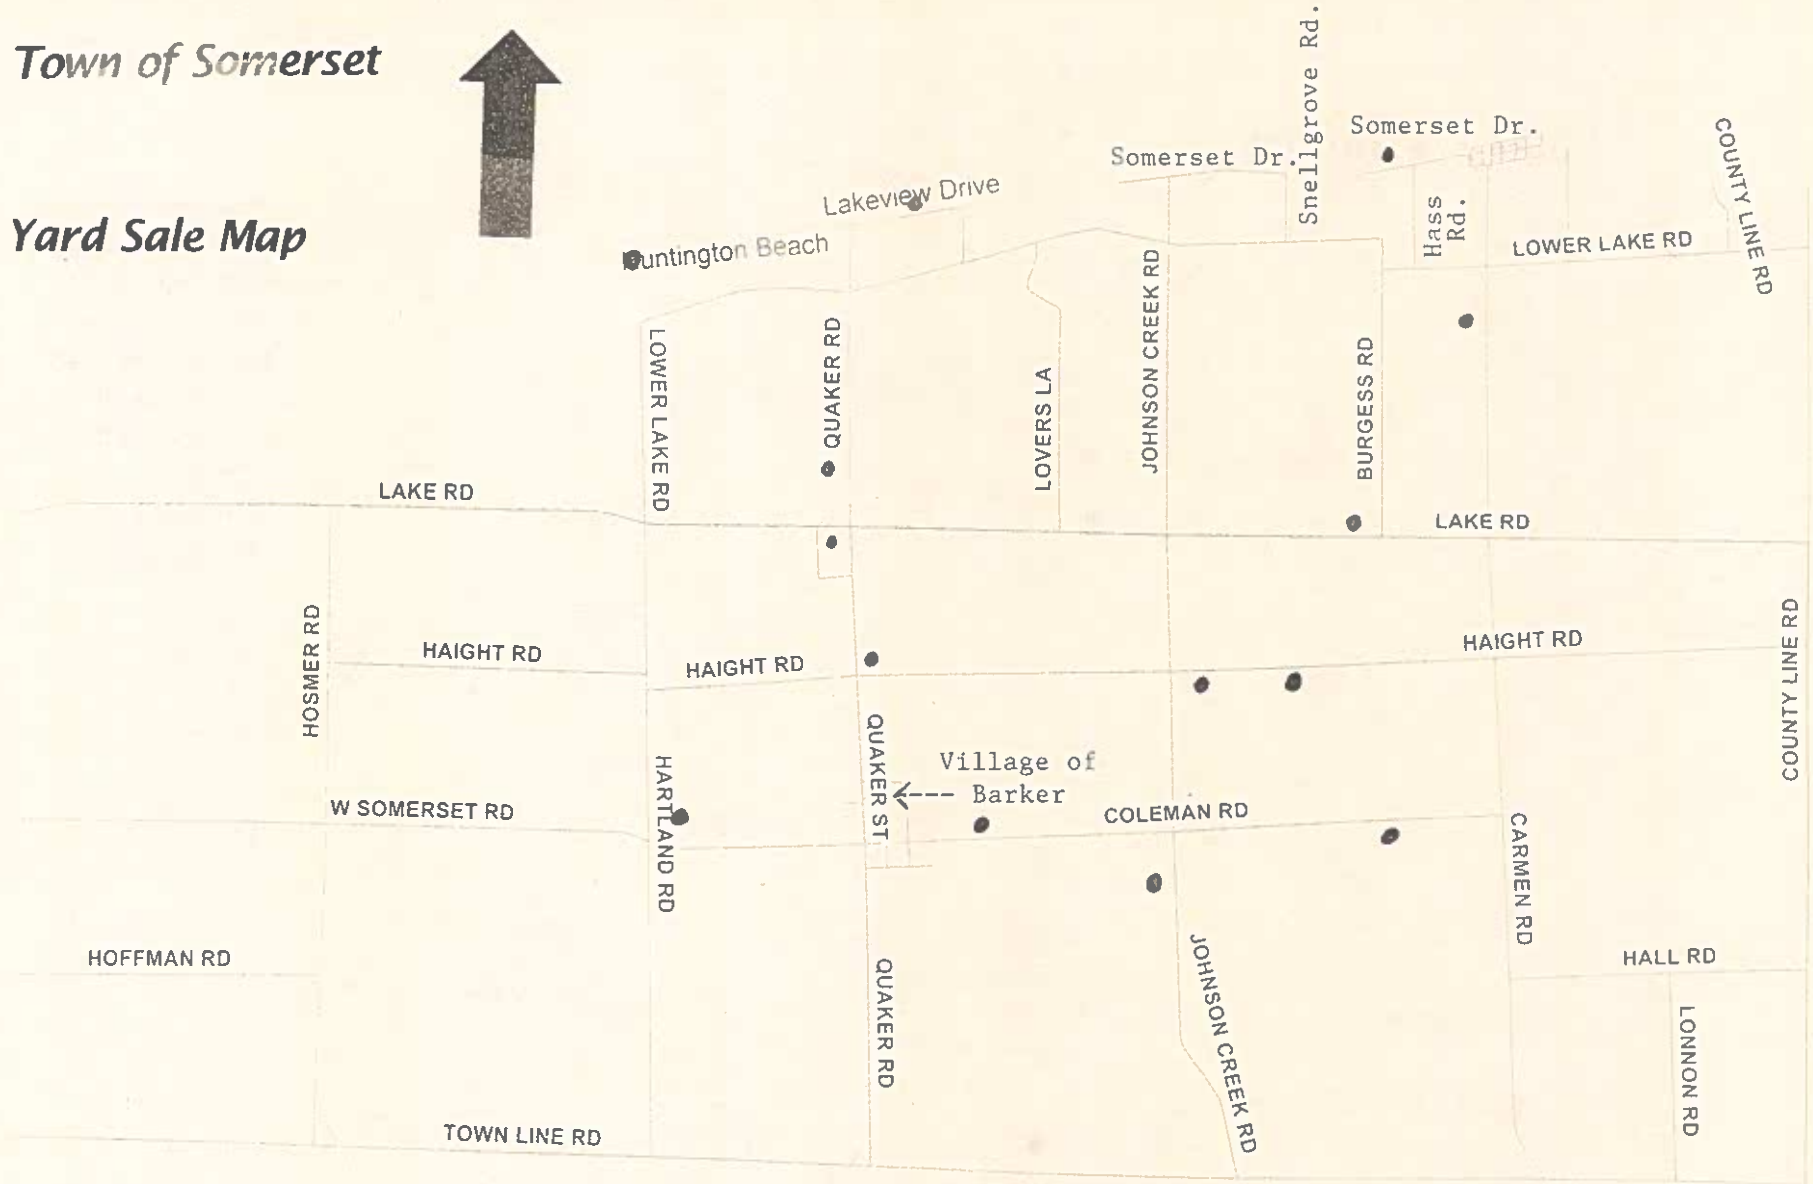 Town of Somerset
Yard Sale Map
Snellgrove Rd.
Somerset Dr.
Somerset Dr.
Lakeview Drive
Huntington Beach
Hass
Rd.
COUNTY LINE RD
LOWER LAKE RD
LOWER LAKE RD
QUAKER RD
LOVERS LA
JOHNSON CREEK RD
BURGESS RD
LAKE RD
LAKE RD
HOSMER RD
HAIGHT RD
HAIGHT RD
HAIGHT RD
COUNTY LINE RD
QUAKER ST
Village of
<--- Barker
HARTLAND RD
W SOMERSET RD
COLEMAN RD
CARMEN RD
HOFFMAN RD
QUAKER RD
JOHNSON CREEK RD
HALL RD
LONNON RD
TOWN LINE RD